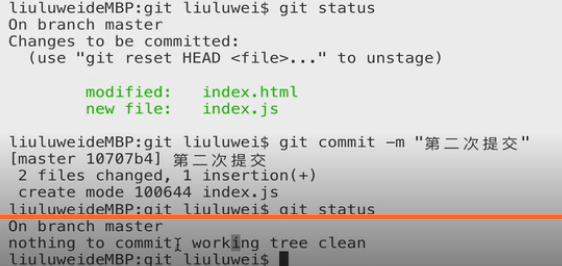 liuluweideMBP:git liuluwei$ git status
On branch master
Changes to be committed:
(use "git reset HEAD <file>..." to unstage)
modified: index.html
new file: index.js
liuluweideMBP:git liuluwei$ git commit -m "第二次提交"
[master 10707b4] 第二次提交
2 files changed, 1 insertion(+)
create mode 100644 index.js
liuluweideMBP:git liuluwei$ git status
On branch master
nothing to commit, working tree clean
liuluweideMBP:git liuluwei$